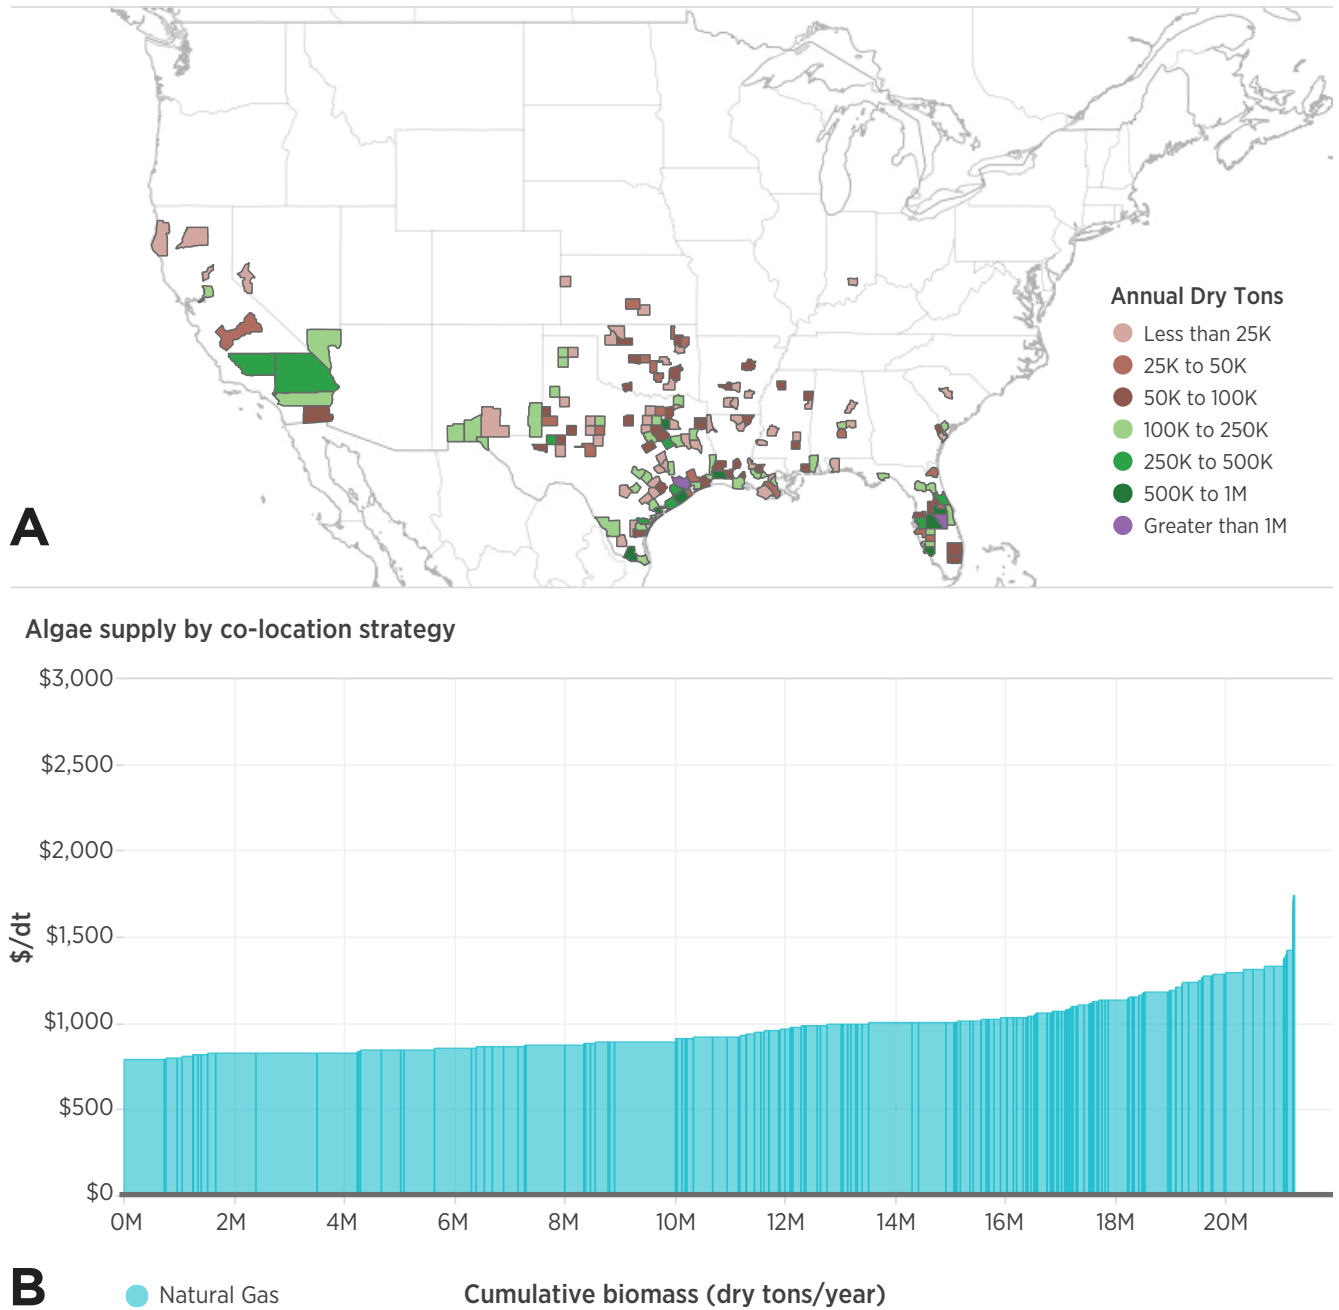 Annual Dry Tons
Less than 25K
25K to 50K
50K to 100K
100K to 250K
250K to 500K
500K to 1M
Greater than 1M
A
Algae supply by co-location strategy
$3,000
$2,500
$2,000
$1,500
$1,000
$500
$0
$/dt
0M 2M 4M 6M 8M 10M 12M 14M 16M 18M 20M
B
Natural Gas
Cumulative biomass (dry tons/year)